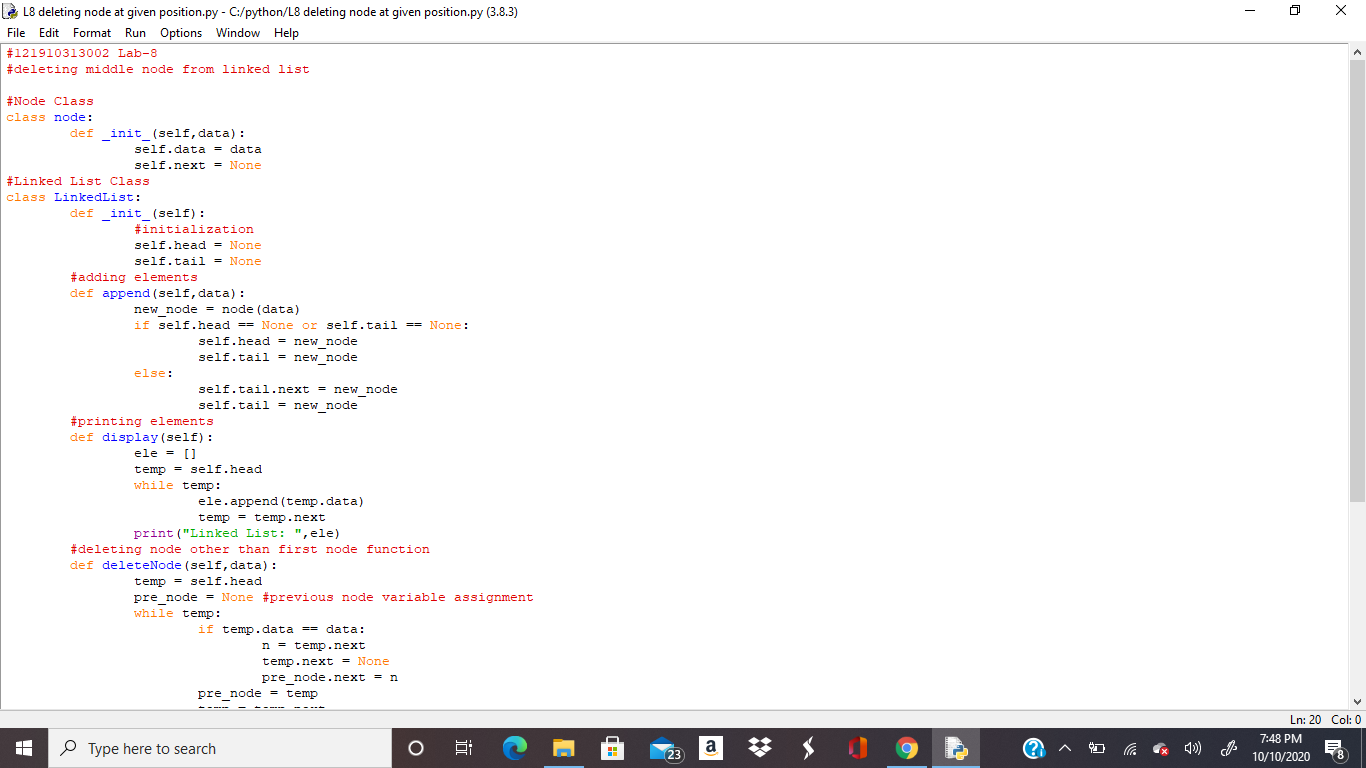 L8 deleting node at given position.py - C:/python/L8 deleting node at given position.py (3.8.3)
File Edit Format Run Options Window Help
#121910313002 Lab-8
#deleting middle node from linked list
#Node Class
class node:
def _init_(self,data):
self.data = data
self.next = None
#Linked List Class
class LinkedList:
def _init_(self):
#initialization
self.head = None
self.tail = None
#adding elements
def append(self,data):
new_node = node(data)
if self.head == None or self.tail == None:
self.head = new_node
self.tail = new_node
else:
self.tail.next = new_node
self.tail = new_node
#printing elements
def display(self):
ele = []
temp = self.head
while temp:
ele.append(temp.data)
temp = temp.next
print("Linked List: ",ele)
#deleting node other than first node function
def deleteNode(self,data):
temp = self.head
pre_node = None #previous node variable assignment
while temp:
if temp.data == data:
n = temp.next
temp.next = None
pre_node.next = n
pre_node = temp
Ln: 20 Col: 0
Type here to search
23
a
7:48 PM
10/10/2020
8